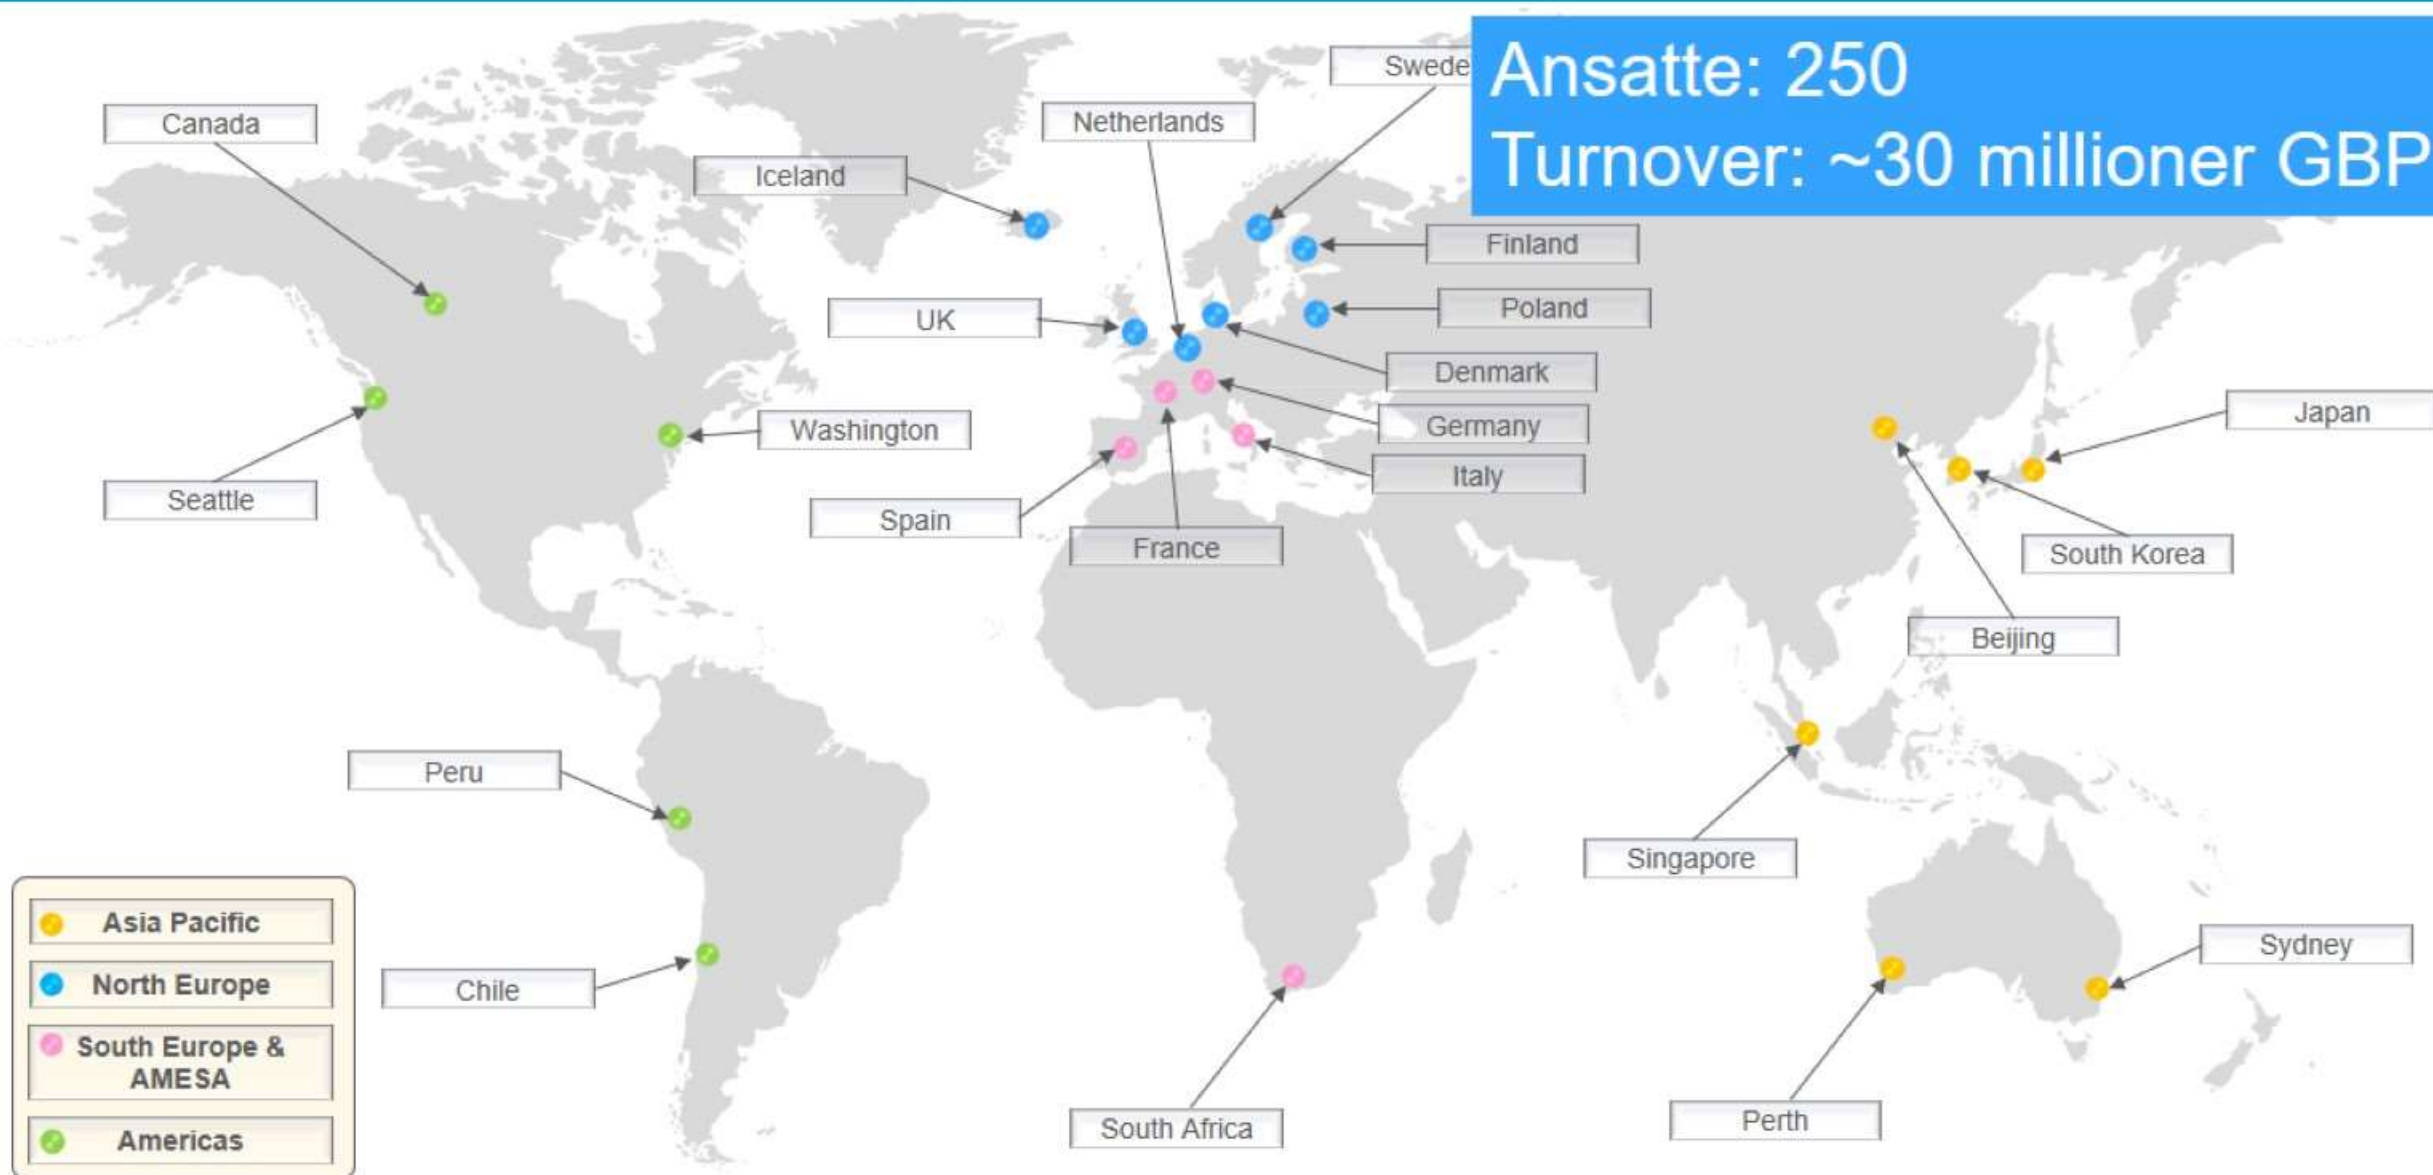 Ansatte: 250
Turnover: ~30 millioner GBP
Swede
Canada
Netherlands
Iceland
Finland
UK
Poland
Denmark
Japan
Washington
Germany
Italy
Seattle
Spain
France
South Korea
Beijing
Peru
Singapore
Sydney
Chile
South Africa
Perth
Asia Pacific
North Europe
South Europe &
AMESA
Americas